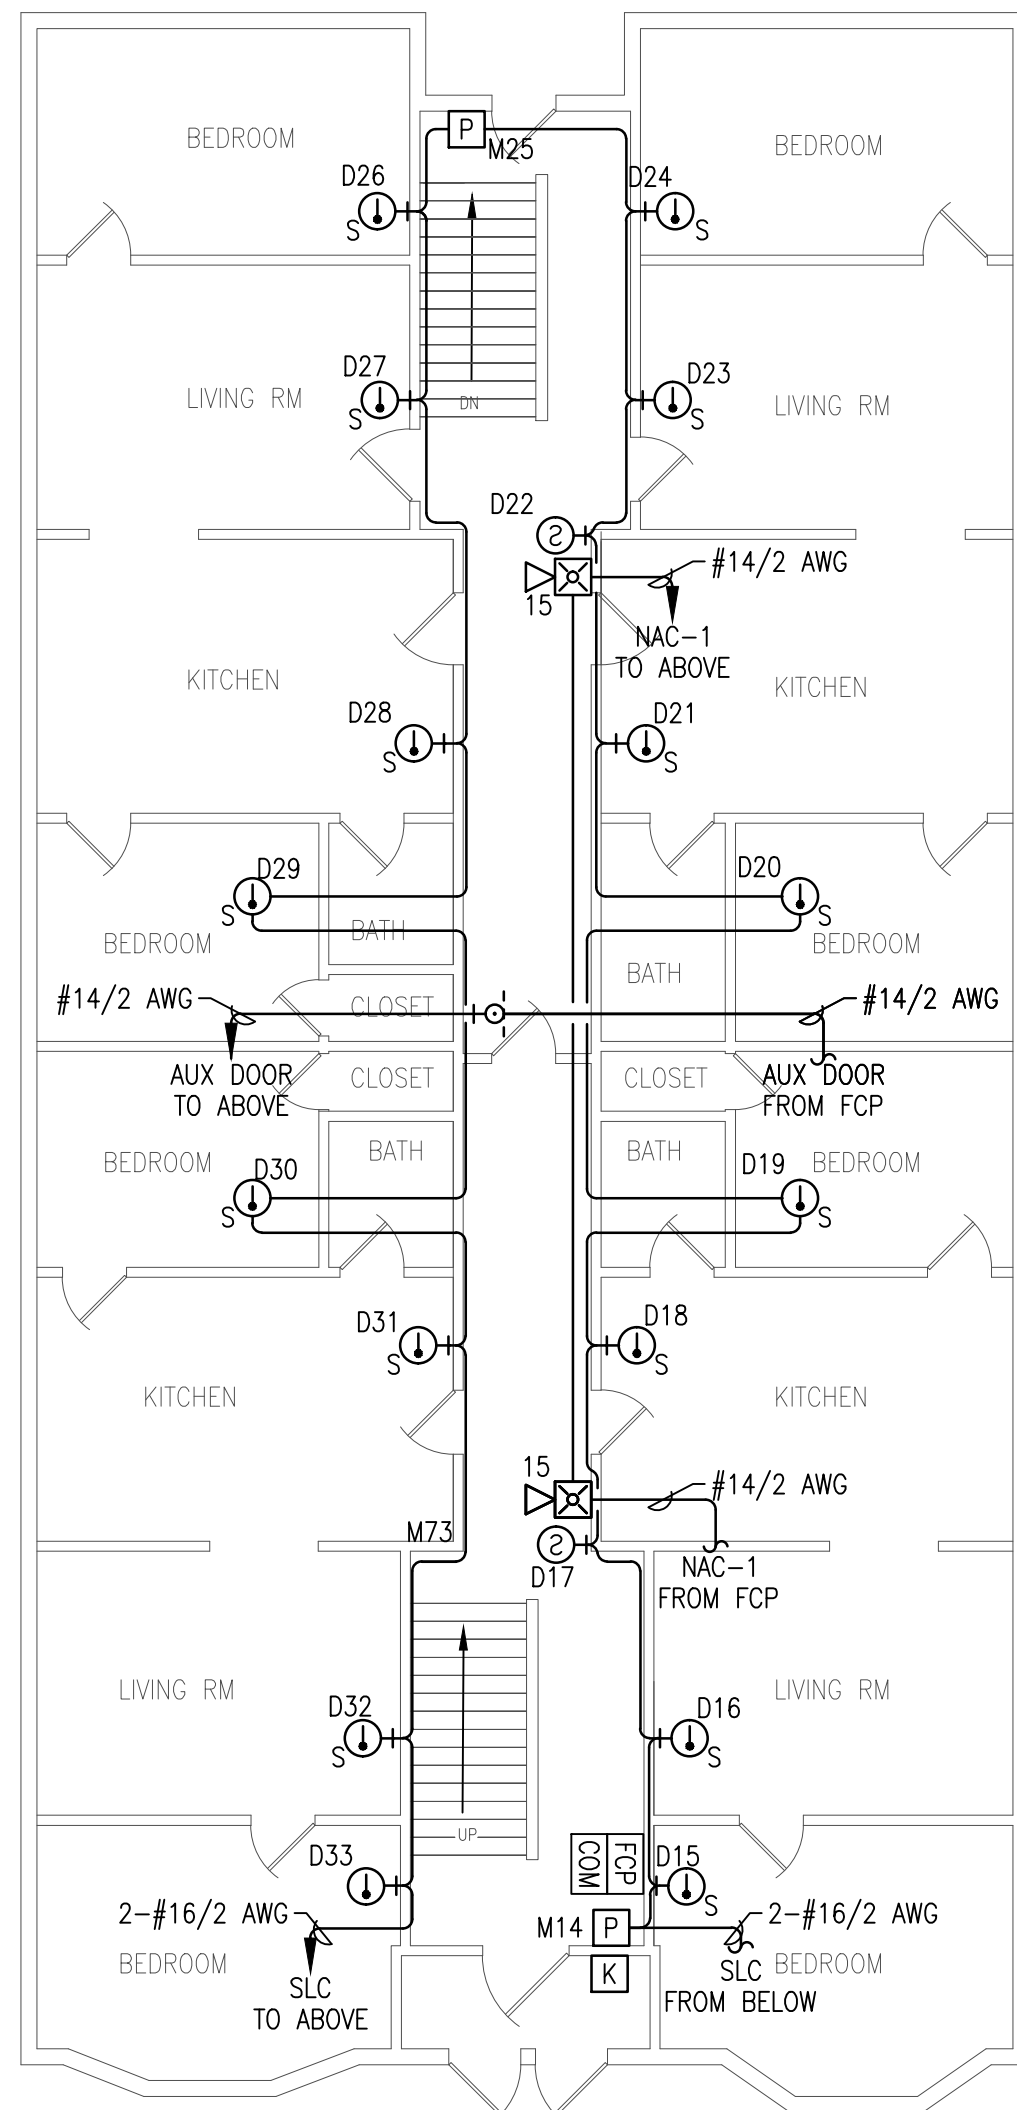 BEDROOM
P
M25
BEDROOM
D26
S
D24
S
D27
S
LIVING RM
DN
D23
S
LIVING RM
D22
S
15
#14/2 AWG
NAC-1
TO ABOVE
KITCHEN
KITCHEN
D28
S
D21
S
D29
S
BEDROOM
BATH
D20
S
BEDROOM
BATH
#14/2 AWG
CLOSET
#14/2 AWG
AUX DOOR
TO ABOVE
CLOSET
CLOSET
AUX DOOR
FROM FCP
BEDROOM
BATH
BATH
BEDROOM
D30
S
D19
S
D31
S
D18
S
KITCHEN
KITCHEN
15
#14/2 AWG
M73
S
D17
NAC-1
FROM FCP
LIVING RM
LIVING RM
D32
S
D16
S
UP
FCP
COM
D33
D15
S
2-#16/2 AWG
M14
P
2-#16/2 AWG
BEDROOM
SLC
TO ABOVE
K
SLC
FROM BELOW
BEDROOM